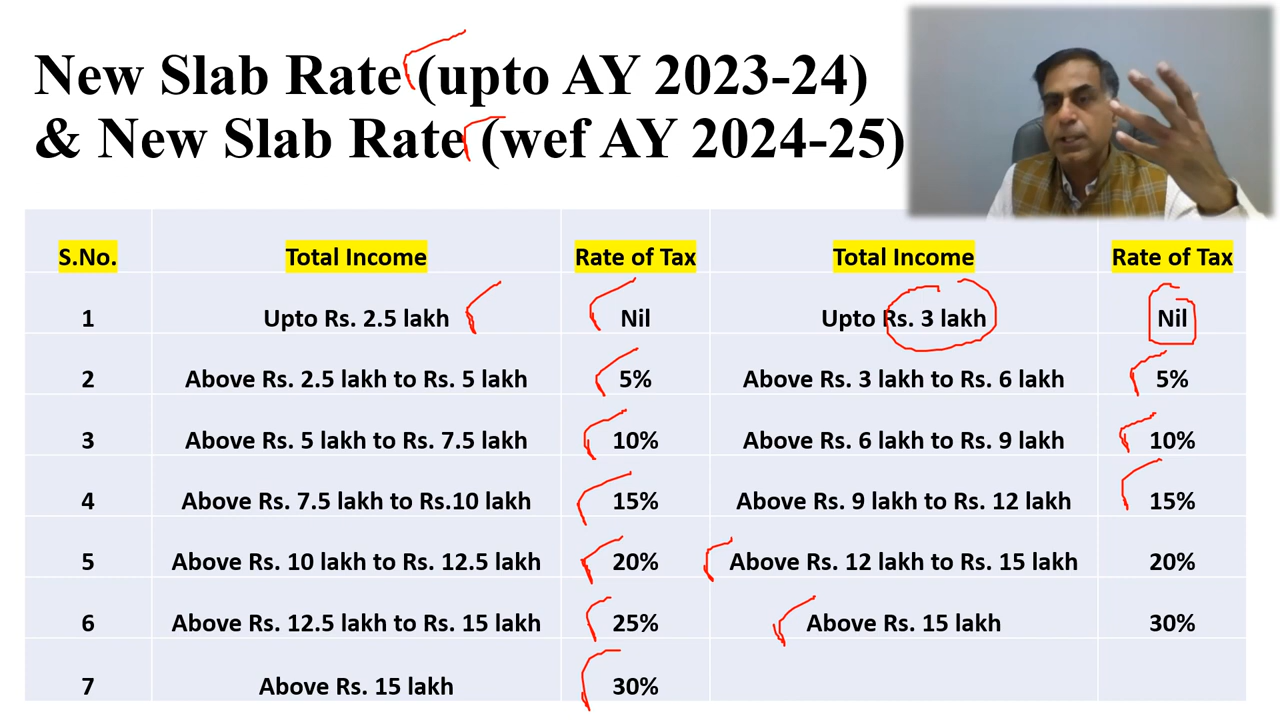 New Slab Rate (upto AY 2023-24)
& New Slab Rate (wef AY 2024-25)
S.No. Total Income Rate of Tax Total Income Rate of Tax
1 Upto Rs. 2.5 lakh Nil Upto Rs. 3 lakh Nil
2 Above Rs. 2.5 lakh to Rs. 5 lakh 5% Above Rs. 3 lakh to Rs. 6 lakh 5%
3 Above Rs. 5 lakh to Rs. 7.5 lakh 10% Above Rs. 6 lakh to Rs. 9 lakh 10%
4 Above Rs. 7.5 lakh to Rs.10 lakh 15% Above Rs. 9 lakh to Rs. 12 lakh 15%
5 Above Rs. 10 lakh to Rs. 12.5 lakh 20% Above Rs. 12 lakh to Rs. 15 lakh 20%
6 Above Rs. 12.5 lakh to Rs. 15 lakh 25% Above Rs. 15 lakh 30%
7 Above Rs. 15 lakh 30%